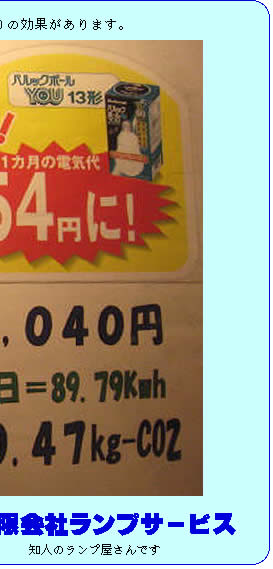 の効果があります。
パルックボール
YOU 13形
!
1カ月の電気代
54円に!
,040円
日=89.79Kwh
.47kg-CO2
限会社ランプサービス
知人のランプ屋さんです